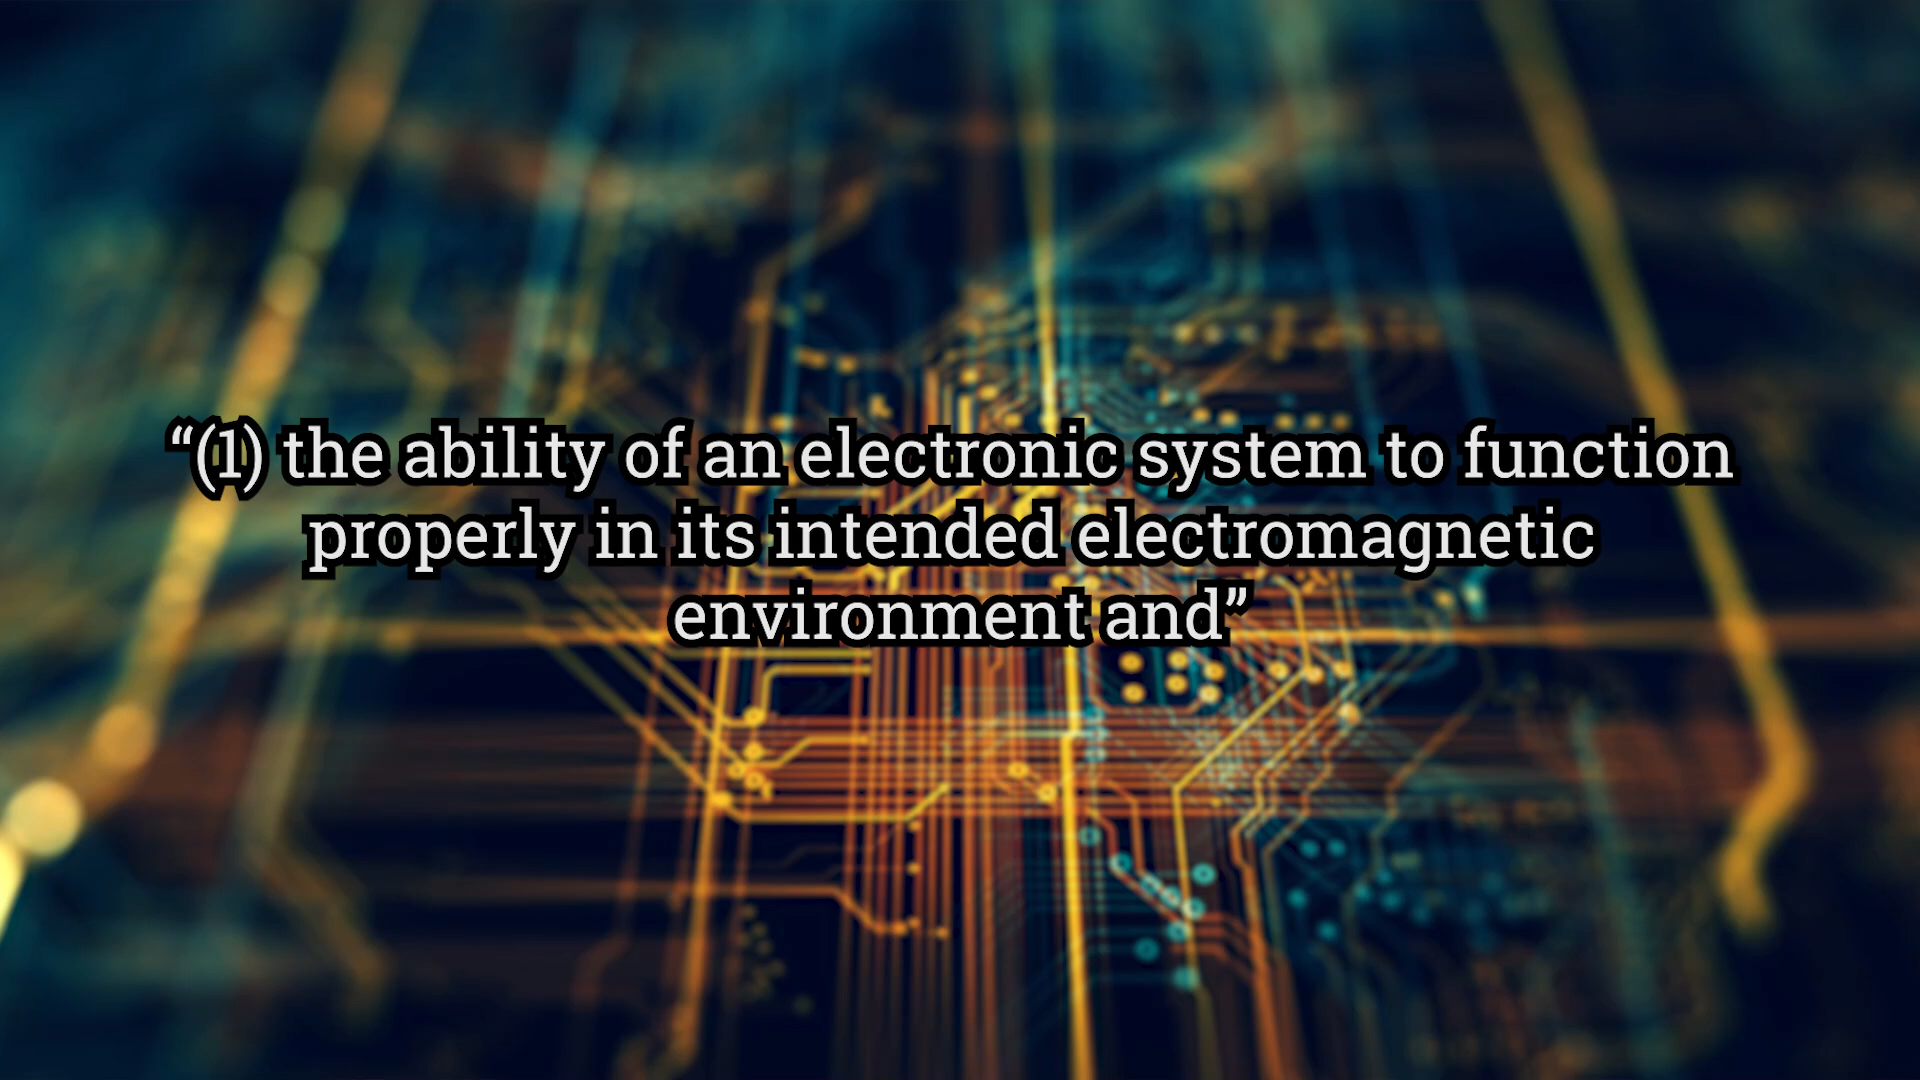 “(1) the ability of an electronic system to function
properly in its intended electromagnetic
environment and”